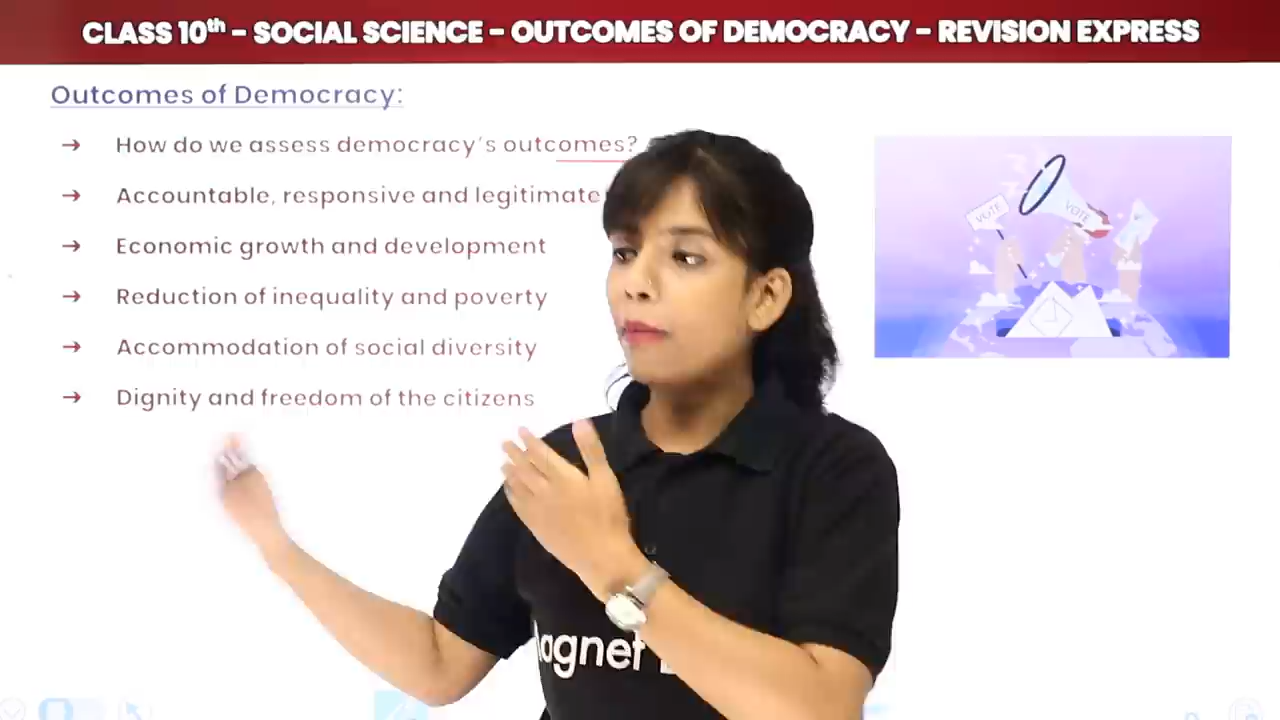 CLASS 10th – SOCIAL SCIENCE – OUTCOMES OF DEMOCRACY – REVISION EXPRESS
Outcomes of Democracy:
→ How do we assess democracy's outcomes?
→ Accountable, responsive and legitimate
→ Economic growth and development
→ Reduction of inequality and poverty
→ Accommodation of social diversity
→ Dignity and freedom of the citizens
VOTE
VOTE